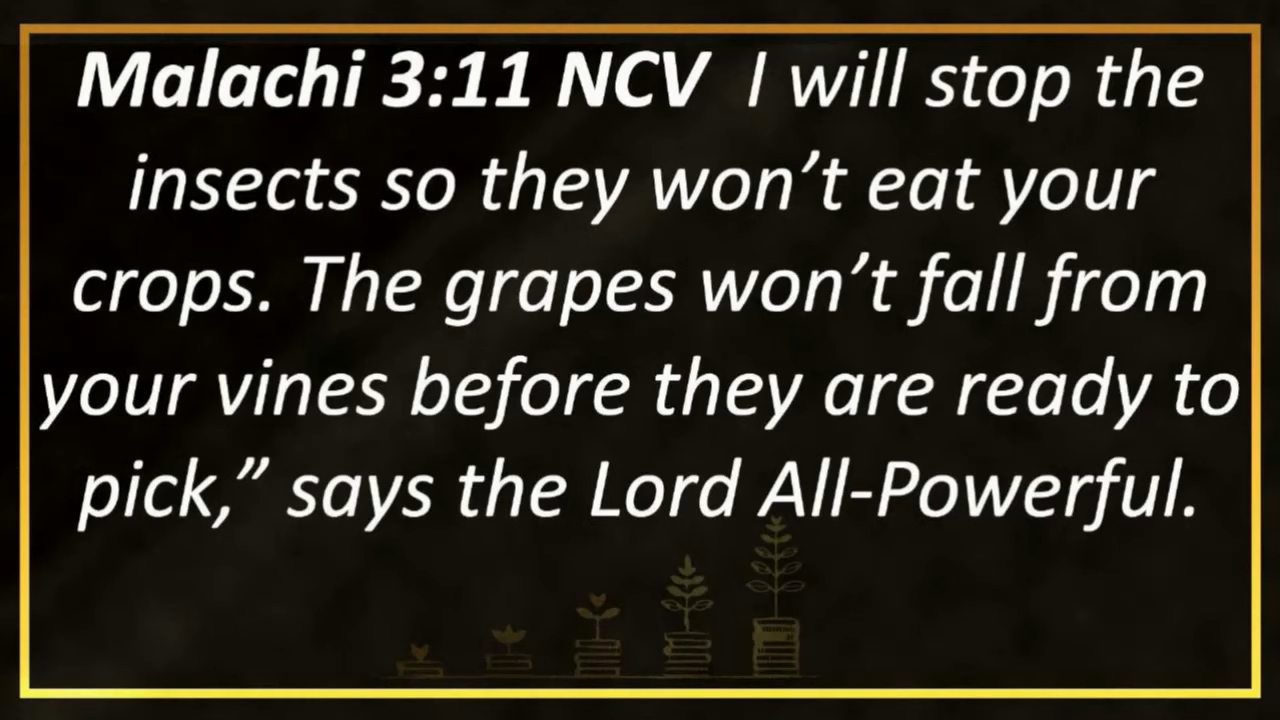 Malachi 3:11 NCV I will stop the
insects so they won’t eat your
crops. The grapes won’t fall from
your vines before they are ready to
pick,” says the Lord All-Powerful.